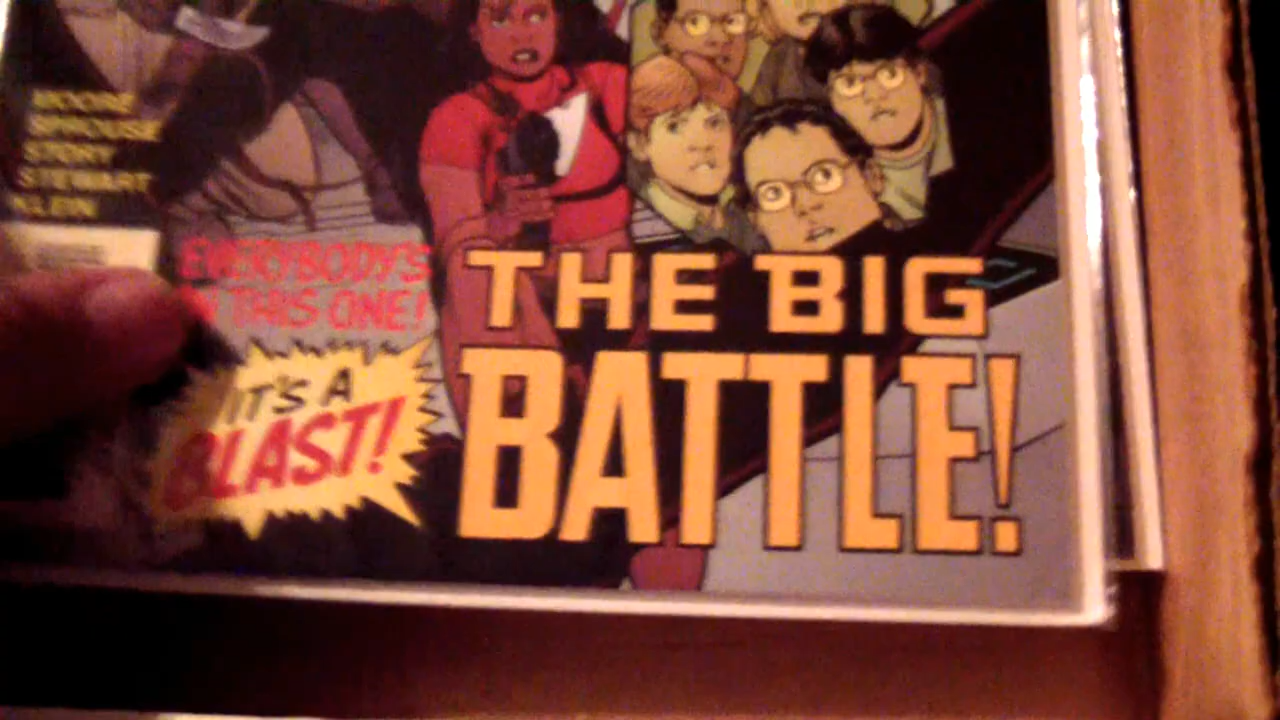 MOORE
SPROUSE
STORY
STEWART
KLEIN
EVERYBODY'S
IN THIS ONE!
IT'S A
BLAST!
THE BIG
BATTLE!